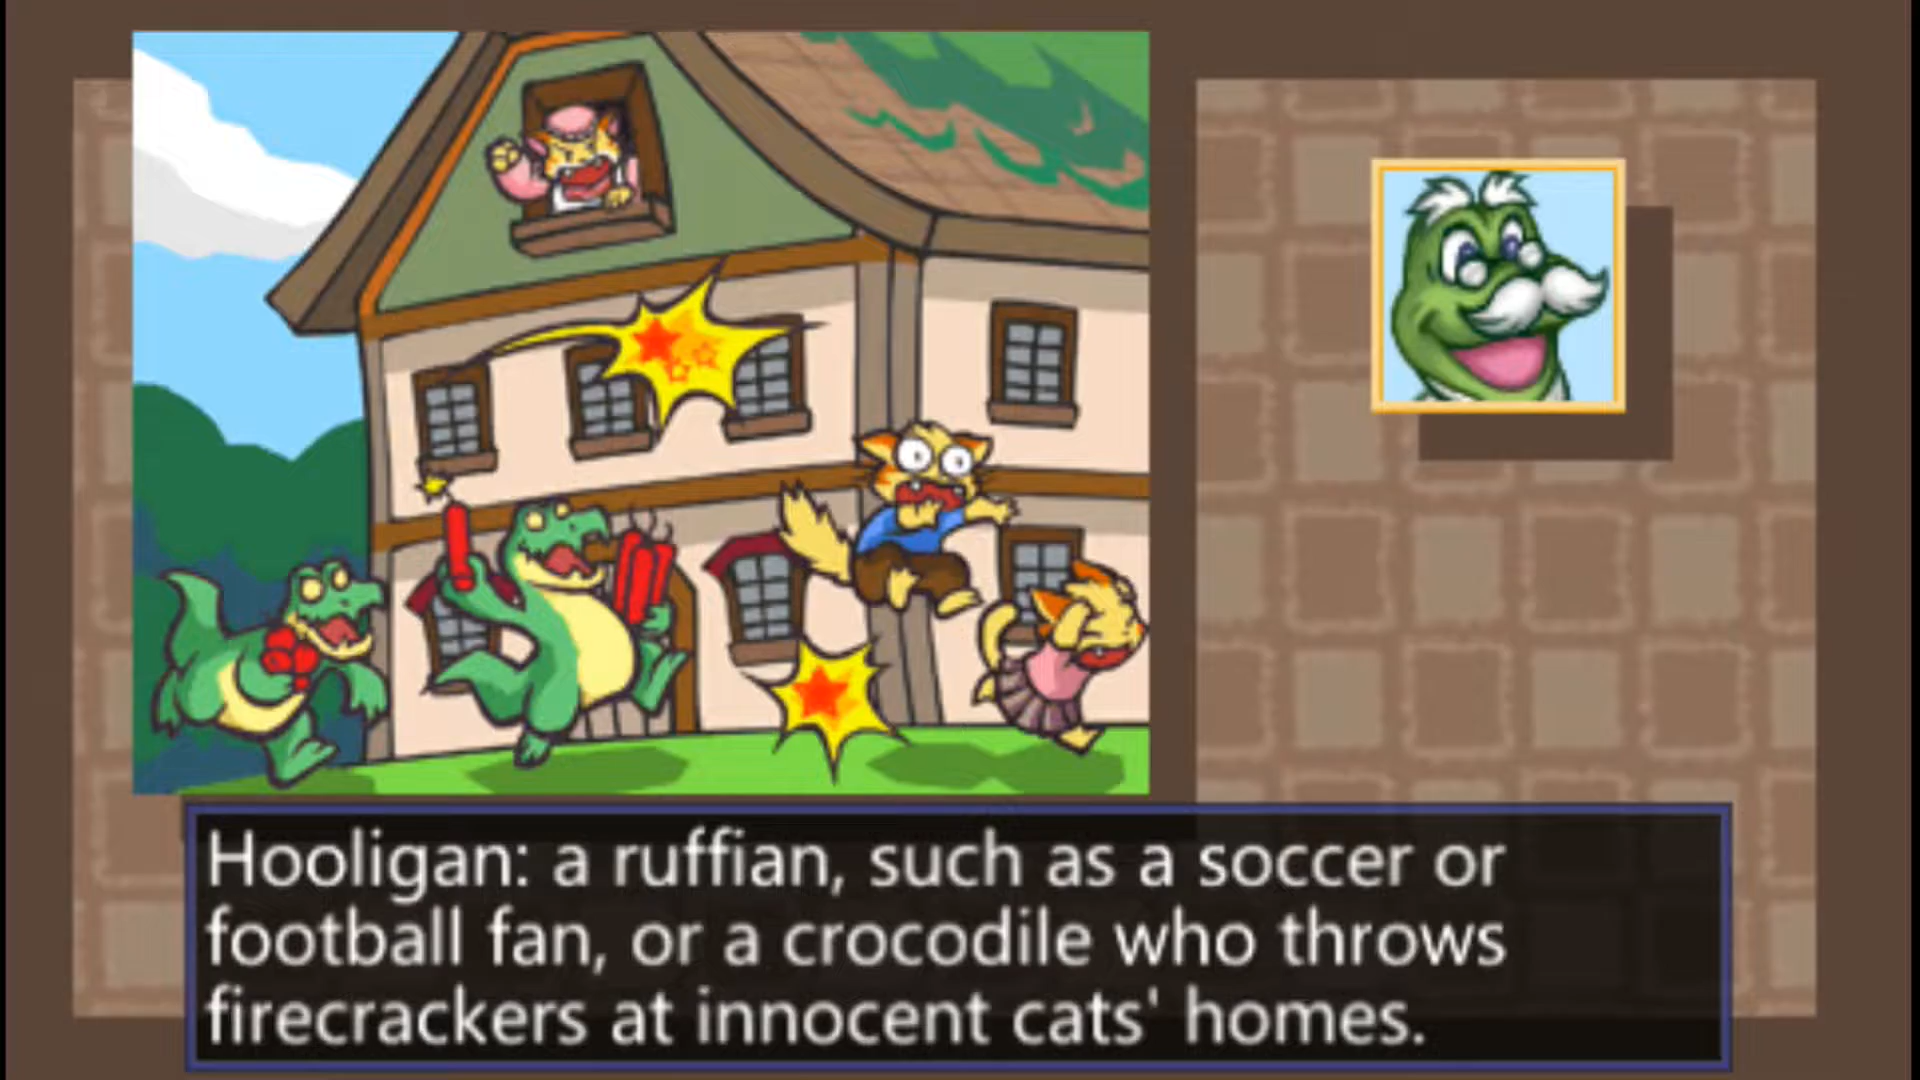 Hooligan: a ruffian, such as a soccer or
football fan, or a crocodile who throws
firecrackers at innocent cats' homes.